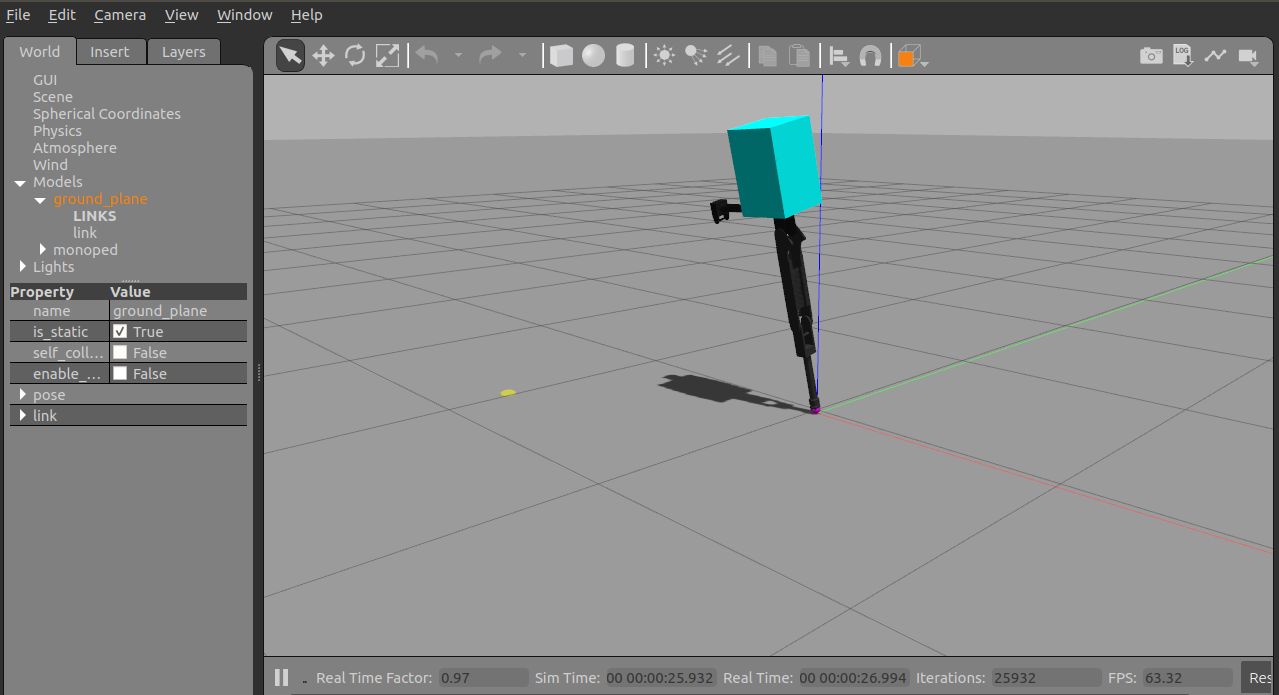 File Edit Camera View Window Help
World Insert Layers
LOG
GUI
Scene
Spherical Coordinates
Physics
Atmosphere
Wind
Models
ground_plane
LINKS
link
monoped
Lights
Property Value
name ground_plane
is_static True
self_coll... False
enable_... False
pose
link
Real Time Factor: 0.97 Sim Time: 00 00:00:25.932 Real Time: 00 00:00:26.994 Iterations: 25932 FPS: 63.32 Res